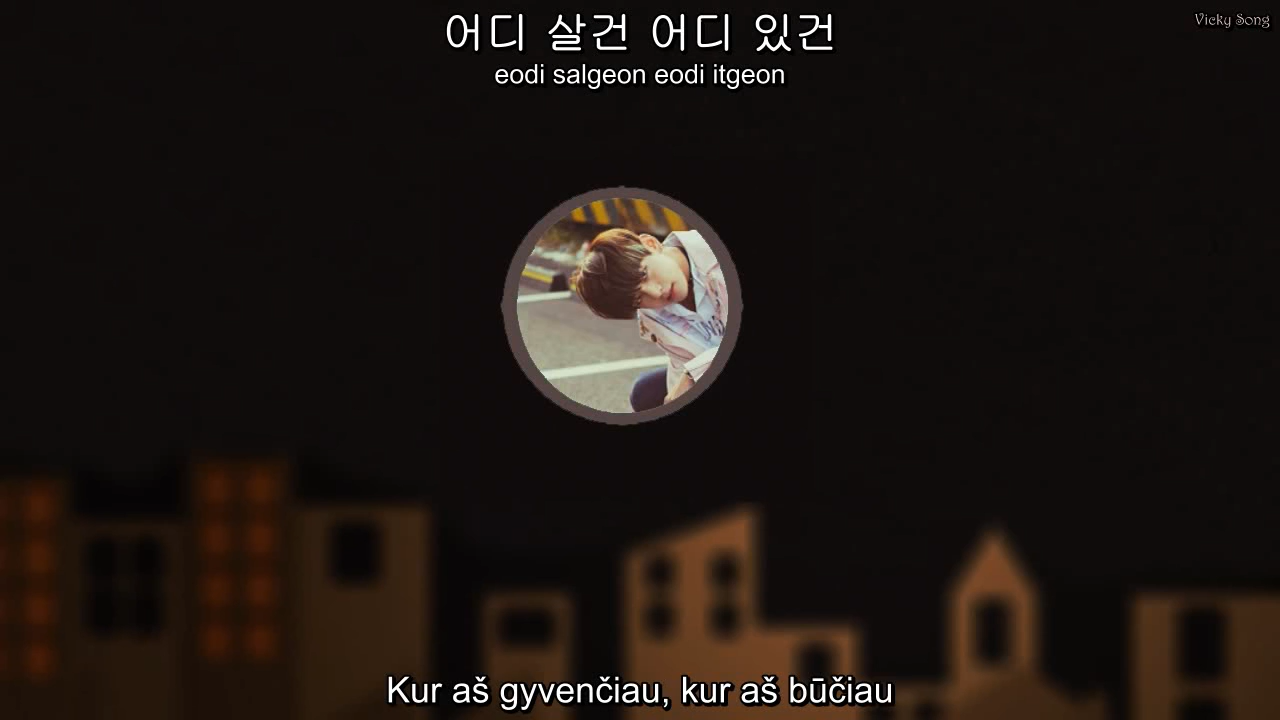 어디 살건 어디 있건
Vicky Song
eodi salgeon eodi itgeon
Kur aš gyvenčiau, kur aš būčiau